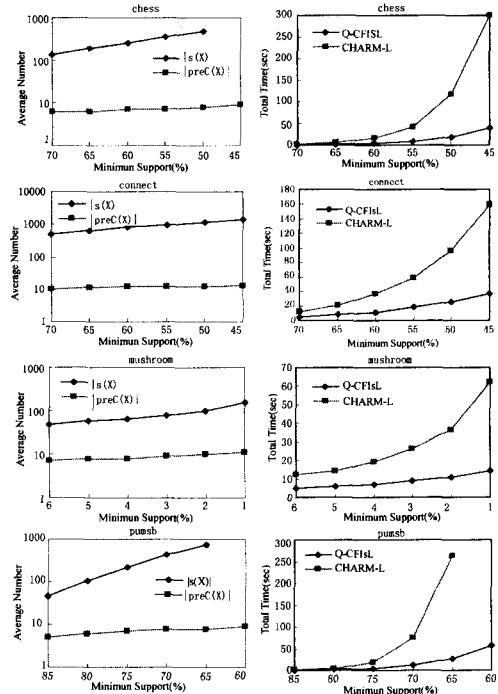 chess
1000
100
10
1
Average Number
|s(X)
|preC(X)|
70 65 60 55 50 45
Minimun Support(%)
chess
300
250
200
150
100
50
0
Total Time(sec)
Q-CFISL
CHARM-L
70 65 60 55 50 45
Minimum Support(%)
connect
10000
1000
100
10
1
Average Number
|s(X)
|preC(X)|
70 65 60 55 50 45
Minimun Support(%)
connect
180
160
140
120
100
80
60
40
20
0
Total Time(sec)
Q-CFIsL
CHARM-L
70 65 60 55 50 45
Minimum Support(%)
mushroom
1000
100
10
1
Average Number
|s(X)
|preC(X)|
6 5 4 3 2 1
Minimun Support(%)
mushroom
70
60
50
40
30
20
10
0
Total Time(sec)
Q-CFIsL
CHARM-L
6 5 4 3 2 1
Minimun Support(%)
pumsb
1000
100
10
1
Average Number
|s(X)|
|preC(X)|
85 80 75 70 65 60
Minimun Support(%)
pumsb
300
250
200
150
100
50
0
Total Time(sec)
Q-CFIsL
CHARM-L
85 80 75 70 65 60
Minimum Support(%)